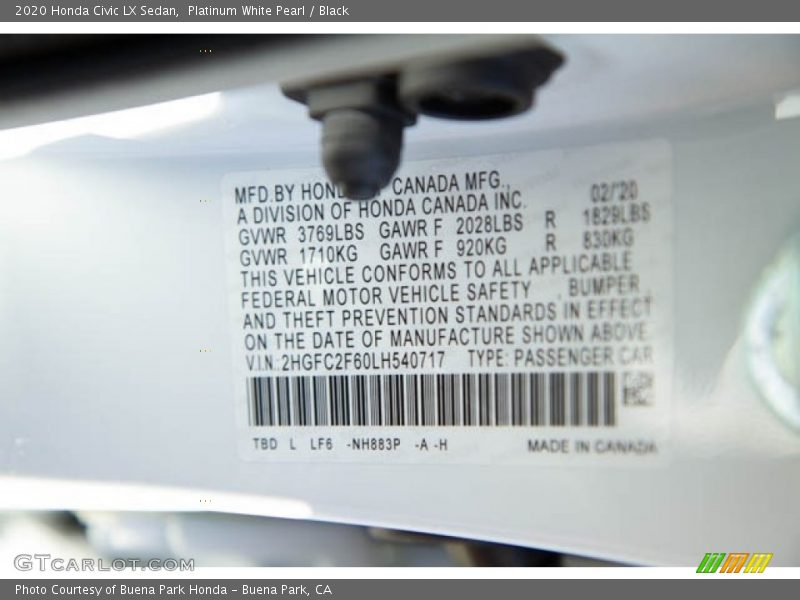 2020 Honda Civic LX Sedan, Platinum White Pearl / Black
MFD.BY CANADA MFG., 02/20
A DIVISION OF HONDA CANADA INC.
GVWR 3769LBS GAWR F 2028LBS R 1829LBS
GVWR 1710KG GAWR F 920KG R 830KG
THIS VEHICLE CONFORMS TO ALL APPLICABLE
FEDERAL MOTOR VEHICLE SAFETY , BUMPER ,
AND THEFT PREVENTION STANDARDS IN EFFECT
ON THE DATE OF MANUFACTURE SHOWN ABOVE.
V.I.N: 2HGFC2F60LH540717 TYPE: PASSENGER CAR
TBD L LF6 -NH883P -A -H MADE IN CANADA
GTCARLOT.COM
Photo Courtesy of Buena Park Honda - Buena Park, CA